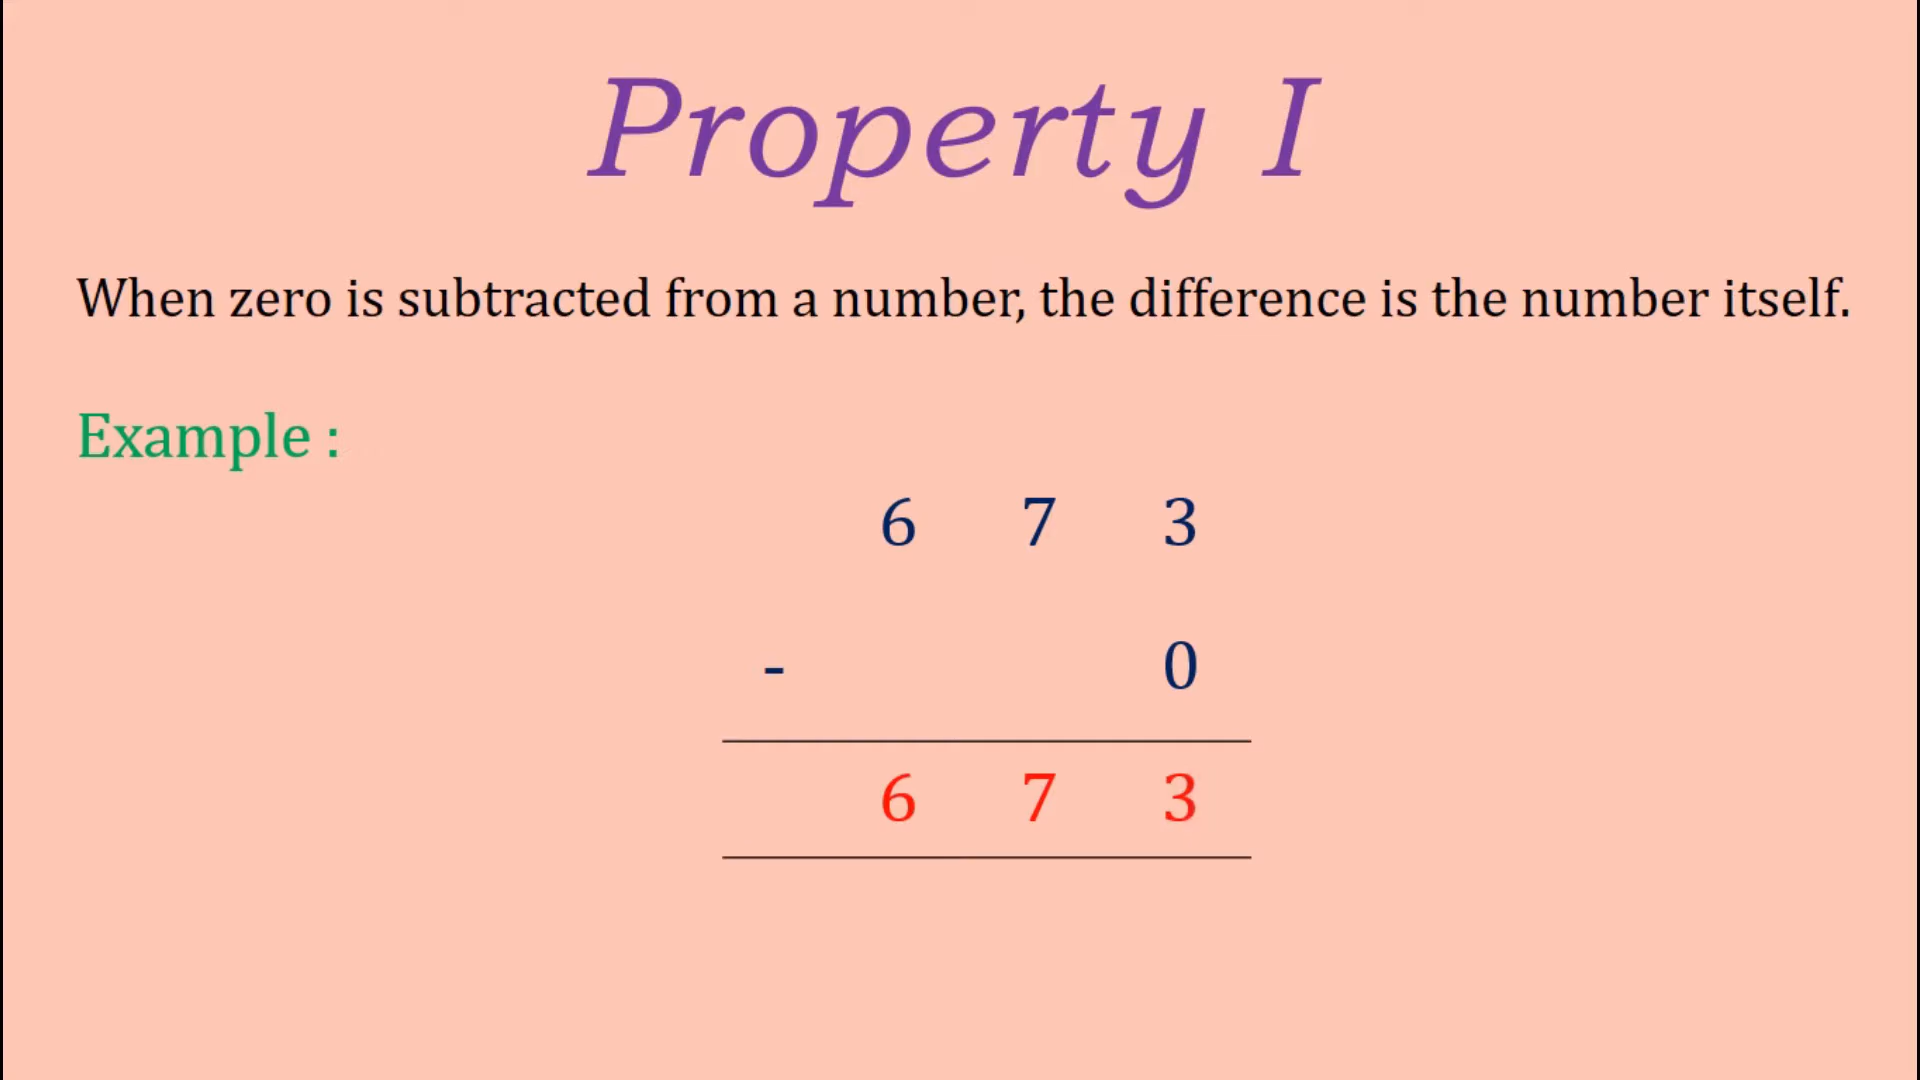 Property I
When zero is subtracted from a number, the difference is the number itself.
Example :
6 7 3
- 0
6 7 3